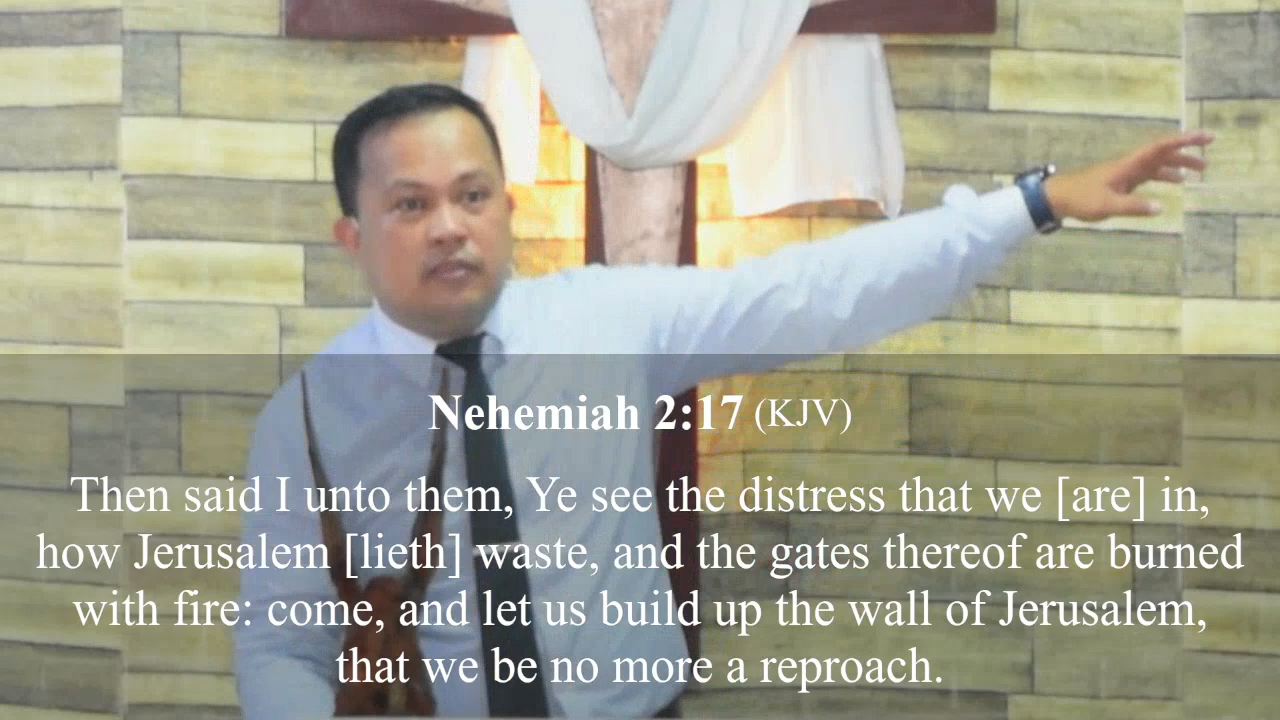 Nehemiah 2:17 (KJV)
Then said I unto them, Ye see the distress that we [are] in,
how Jerusalem [lieth] waste, and the gates thereof are burned
with fire: come, and let us build up the wall of Jerusalem,
that we be no more a reproach.